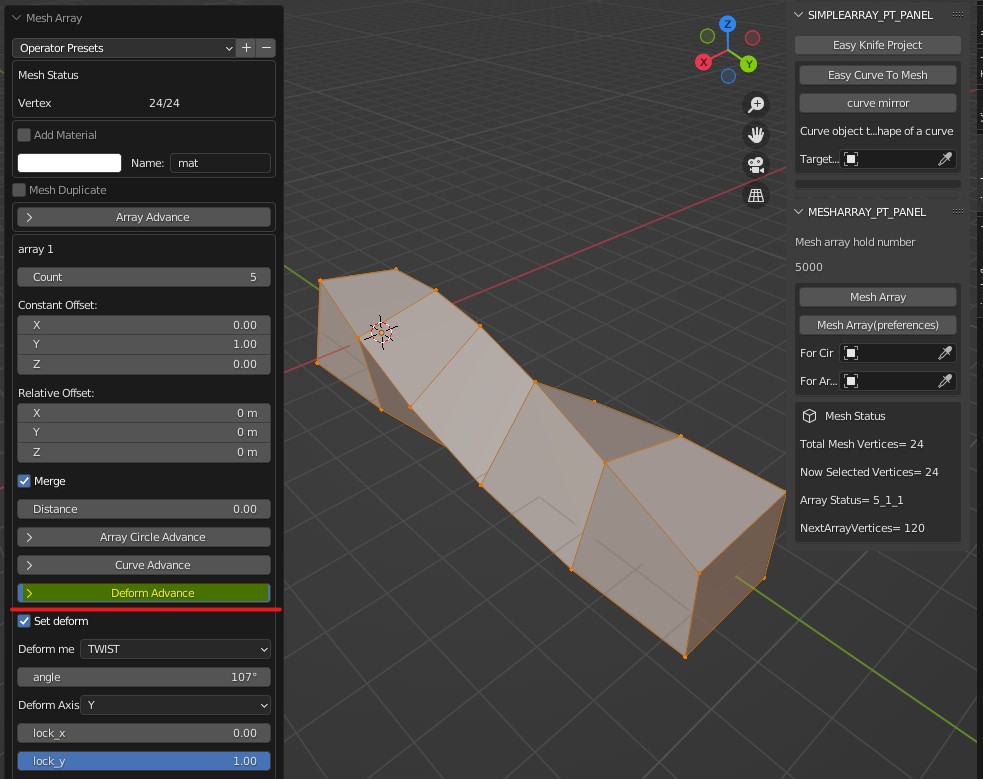 Mesh Array
Operator Presets
Mesh Status
Vertex 24/24
Add Material
Name: mat
Mesh Duplicate
Array Advance
array 1
Count 5
Constant Offset:
X 0.00
Y 1.00
Z 0.00
Relative Offset:
X 0 m
Y 0 m
Z 0 m
Merge
Distance 0.00
Array Circle Advance
Curve Advance
Deform Advance
Set deform
Deform me TWIST
angle 107°
Deform Axis Y
lock_x 0.00
lock_y 1.00
Z
X
Y
SIMPLEARRAY_PT_PANEL
Easy Knife Project
Easy Curve To Mesh
curve mirror
Curve object t...hape of a curve
Target...
MESHARRAY_PT_PANEL
Mesh array hold number
5000
Mesh Array
Mesh Array(preferences)
For Cir
For Ar...
Mesh Status
Total Mesh Vertices= 24
Now Selected Vertices= 24
Array Status= 5_1_1
NextArrayVertices= 120